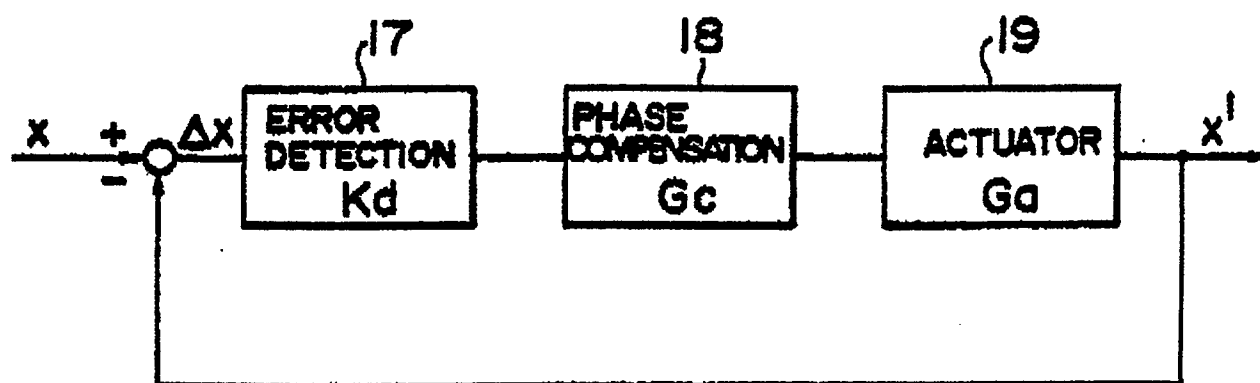 17
18
19
x
+
−
Δx
ERROR
DETECTION
Kd
PHASE
COMPENSATION
Gc
ACTUATOR
Ga
x'